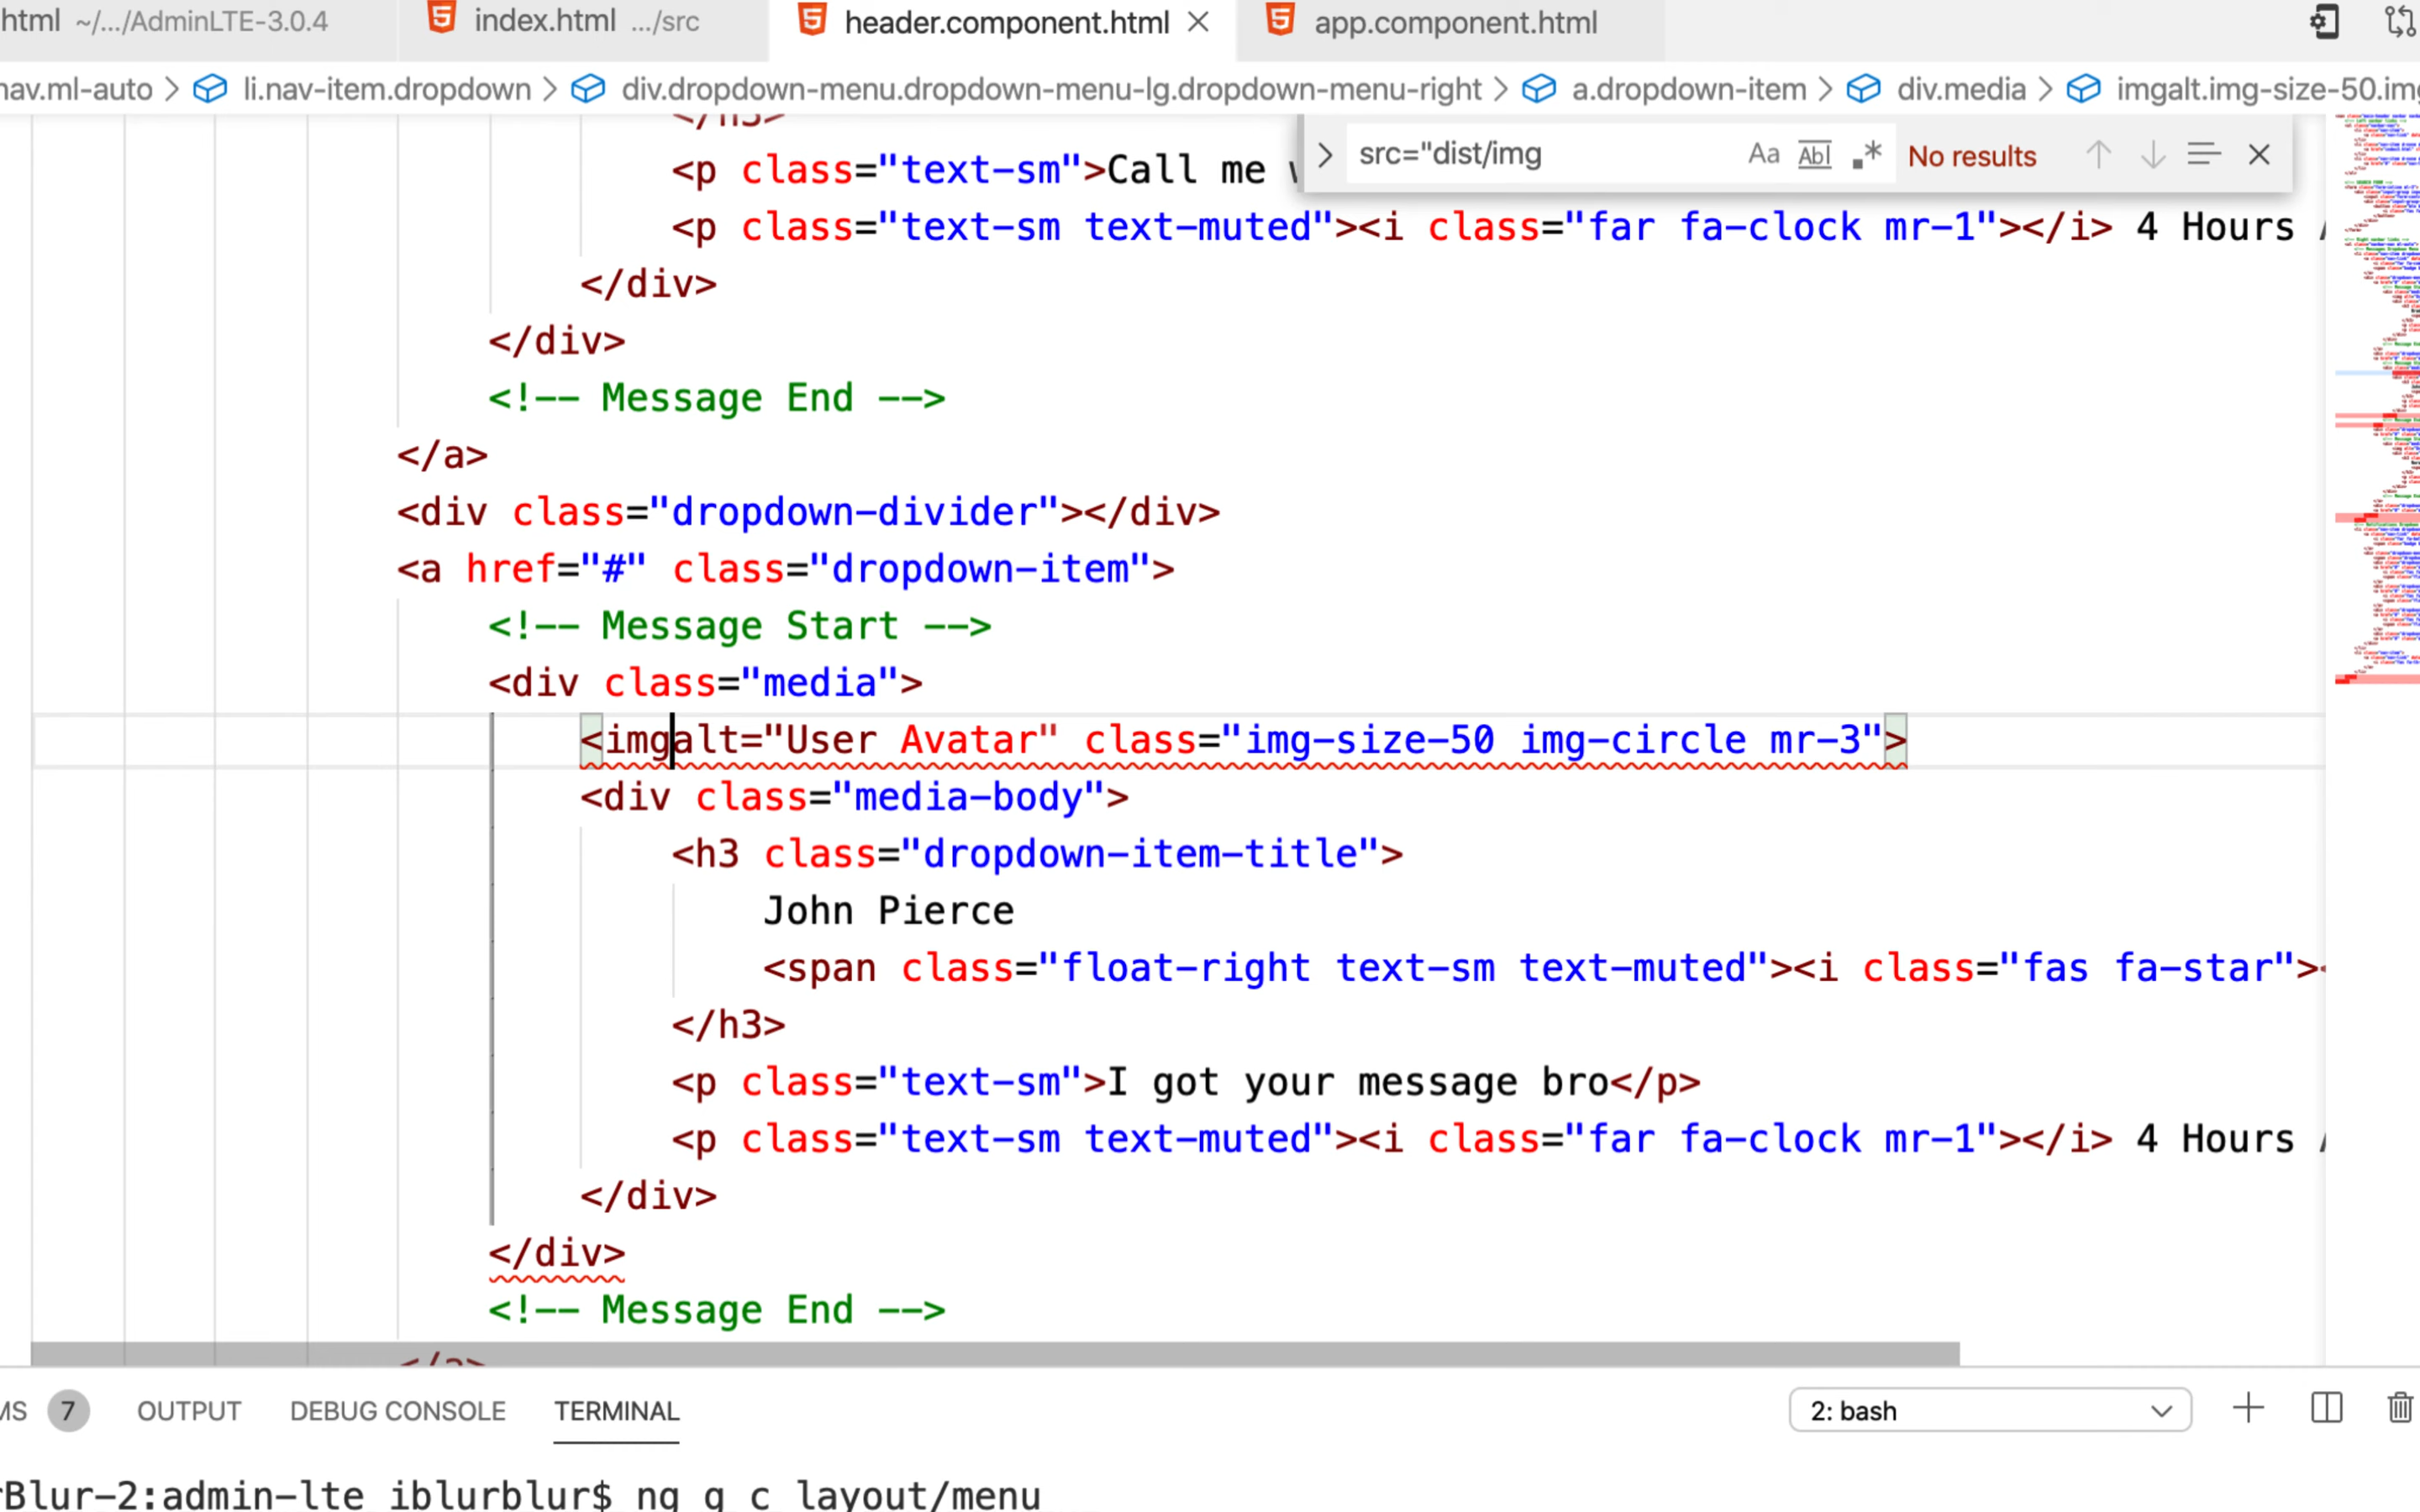 html ~/.../AdminLTE-3.0.4 index.html .../src header.component.html app.component.html
nav.ml-auto > li.nav-item.dropdown > div.dropdown-menu.dropdown-menu-lg.dropdown-menu-right > a.dropdown-item > div.media > imgalt.img-size-50.img
</h3>
src="dist/img Aa Abl .* No results
<p class="text-sm">Call me
<p class="text-sm text-muted"><i class="far fa-clock mr-1"></i> 4 Hours
</div>
</div>
<!-- Message End -->
</a>
<div class="dropdown-divider"></div>
<a href="#" class="dropdown-item">
<!-- Message Start -->
<div class="media">
<imgalt="User Avatar" class="img-size-50 img-circle mr-3">
<div class="media-body">
<h3 class="dropdown-item-title">
John Pierce
<span class="float-right text-sm text-muted"><i class="fas fa-star"><
</h3>
<p class="text-sm">I got your message bro</p>
<p class="text-sm text-muted"><i class="far fa-clock mr-1"></i> 4 Hours
</div>
</div>
<!-- Message End -->
</a>
MS 7 OUTPUT DEBUG CONSOLE TERMINAL 2: bash
rBlur-2:admin-lte iblurblur$ ng g c layout/menu